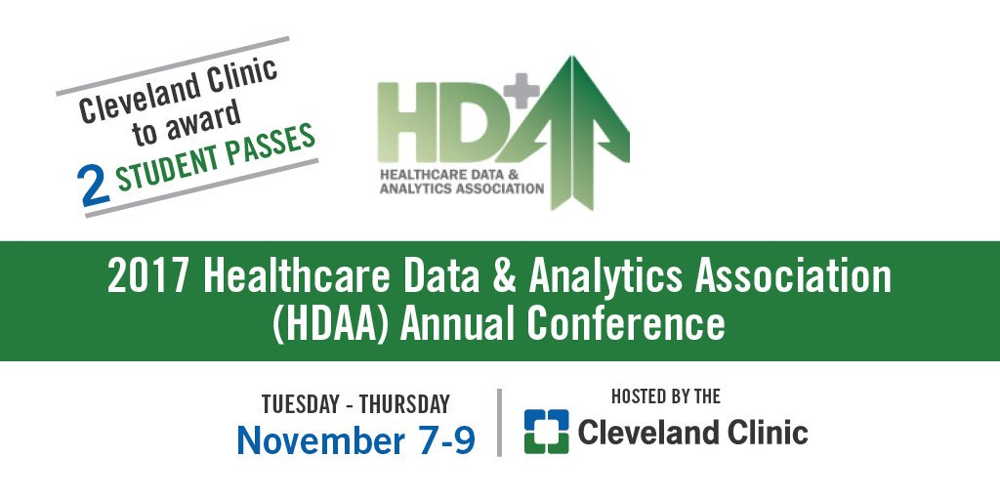 Cleveland Clinic
to award
2 STUDENT PASSES
HD+AA
HEALTHCARE DATA &
ANALYTICS ASSOCIATION
2017 Healthcare Data & Analytics Association
(HDAA) Annual Conference
TUESDAY - THURSDAY
November 7-9
HOSTED BY THE
Cleveland Clinic